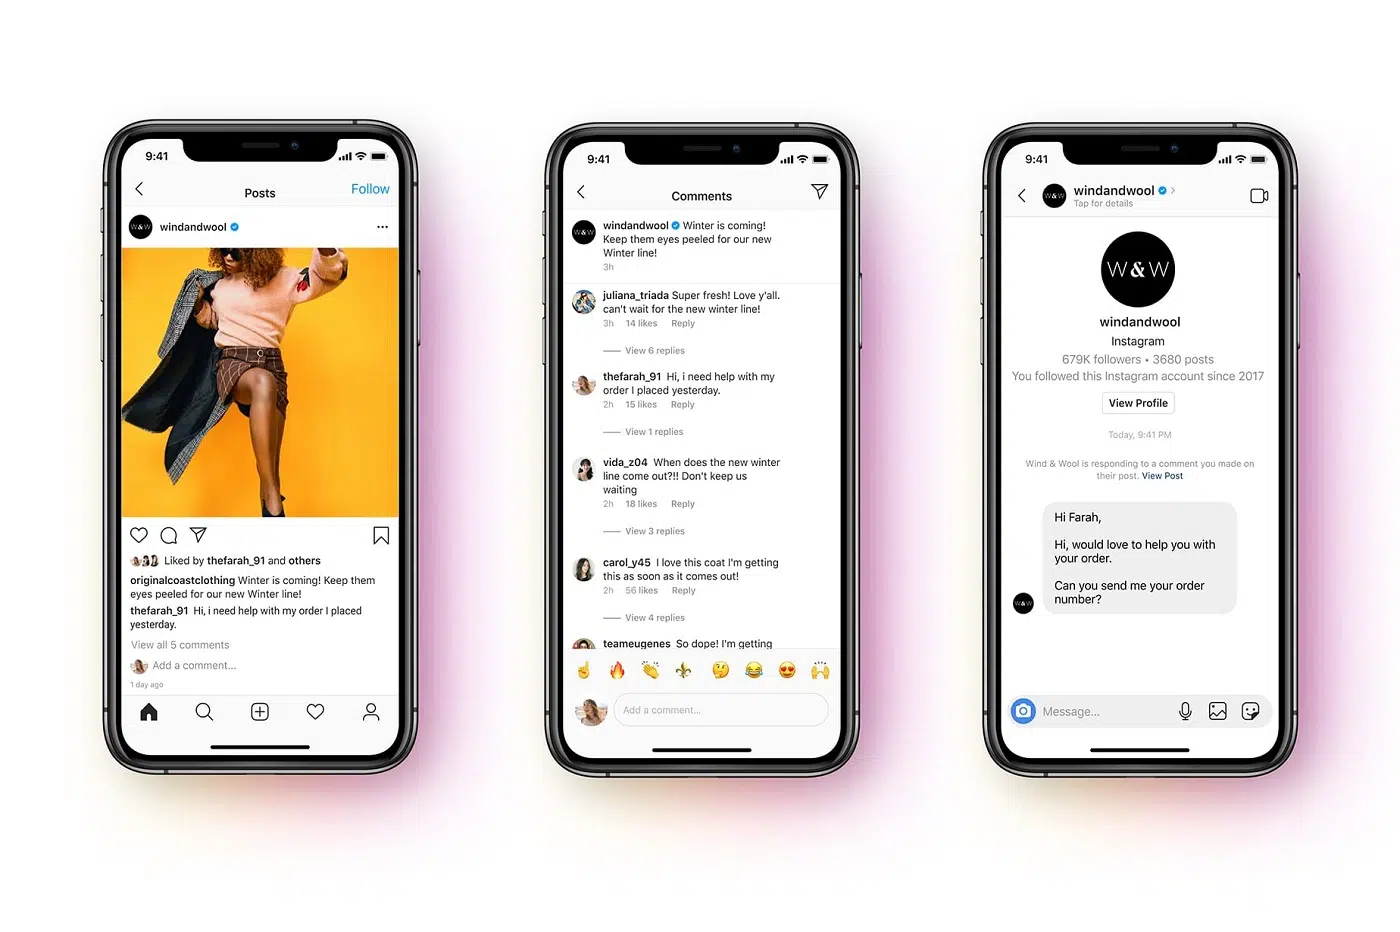 9:41
Posts
Follow
W&W
windandwool
Liked by thefarah_91 and others
originalcoastclothing Winter is coming! Keep them
eyes peeled for our new Winter line!
thefarah_91 Hi, i need help with my order I placed
yesterday.
View all 5 comments
Add a comment...
1 day ago
9:41
Comments
W&W
windandwool Winter is coming!
Keep them eyes peeled for our new
Winter line!
3h
juliana_triada Super fresh! Love y'all.
can't wait for the new winter line!
3h 14 likes Reply
View 6 replies
thefarah_91 Hi, i need help with my
order I placed yesterday.
2h 15 likes Reply
View 1 replies
vida_z04 When does the new winter
line come out?!! Don't keep us
waiting
2h 18 likes Reply
View 3 replies
carol_y45 I love this coat I'm getting
this as soon as it comes out!
2h 56 likes Reply
View 4 replies
teameugenes So dope! I'm getting
Add a comment...
9:41
W&W
windandwool
Tap for details
W&W
windandwool
Instagram
679K followers • 3680 posts
You followed this Instagram account since 2017
View Profile
Today, 9:41 PM
Wind & Wool is responding to a comment you made on
their post. View Post
Hi Farah,
Hi, would love to help you with
your order.
Can you send me your order
number?
W&W
Message...